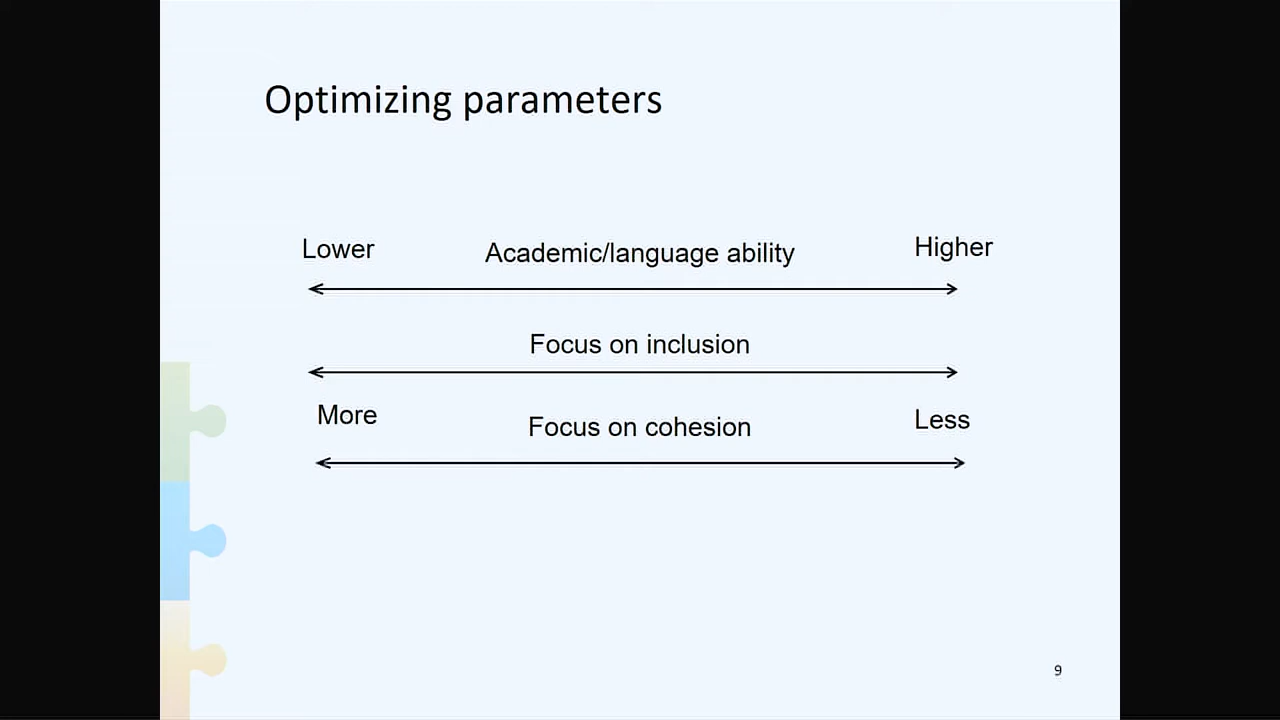 Optimizing parameters
Lower Academic/language ability Higher
Focus on inclusion
More Focus on cohesion Less
9